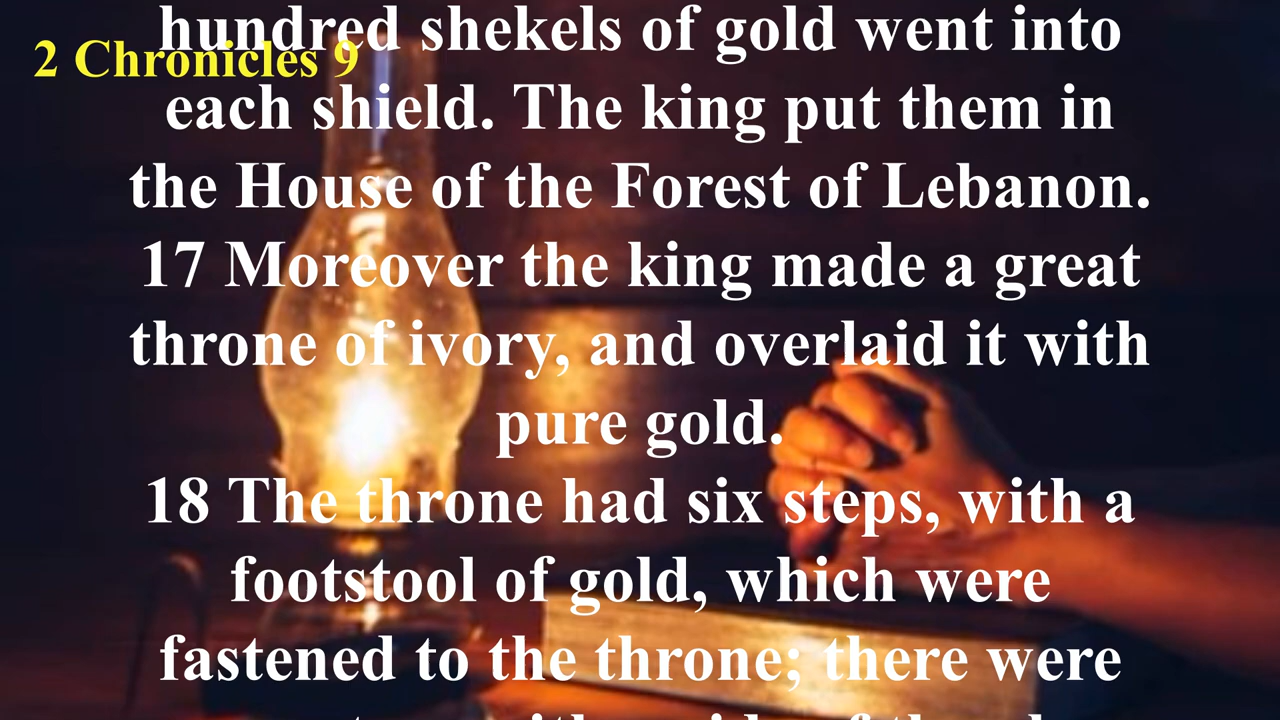 hundred shekels of gold went into
2 Chronicles 9
each shield. The king put them in
the House of the Forest of Lebanon.
17 Moreover the king made a great
throne of ivory, and overlaid it with
pure gold.
18 The throne had six steps, with a
footstool of gold, which were
fastened to the throne; there were